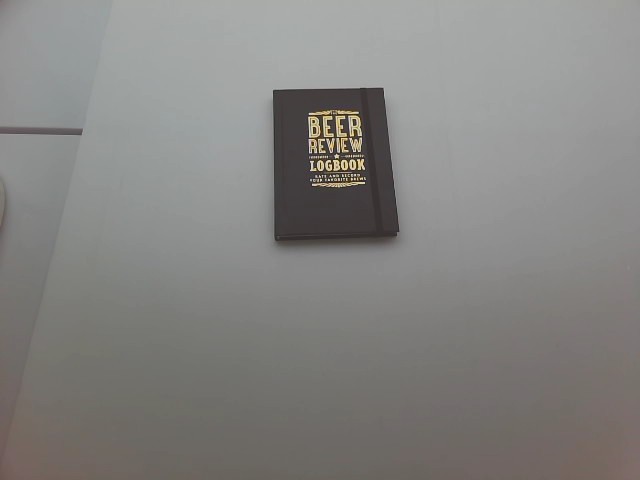 BEER
REVIEW
LOGBOOK
RATE AND RECORD
YOUR FAVORITE BREWS